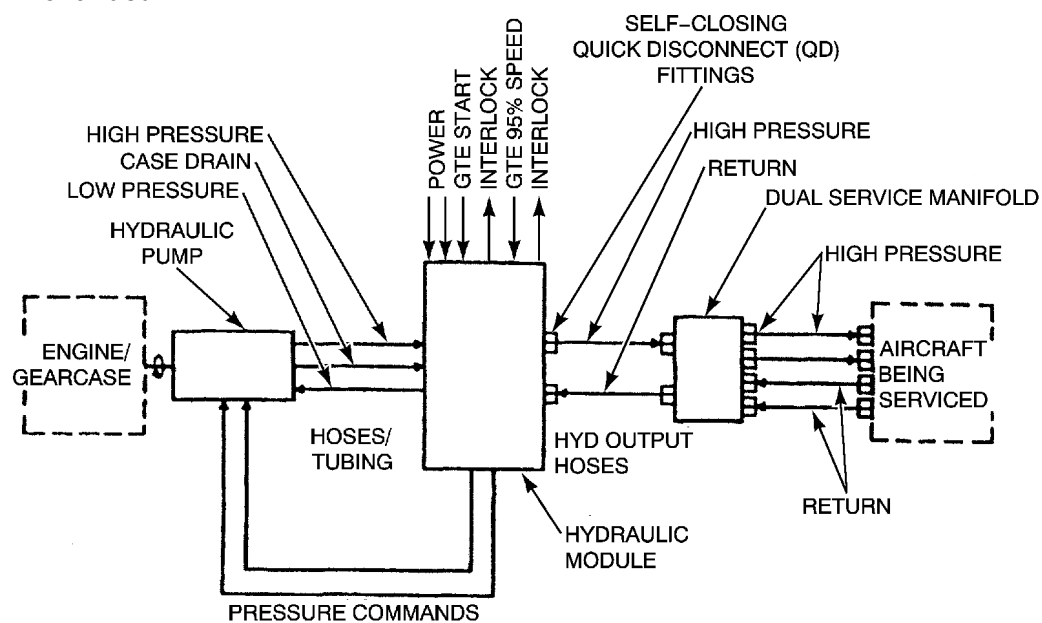 SELF-CLOSING
QUICK DISCONNECT (QD)
FITTINGS
POWER
GTE START
INTERLOCK
GTE 95% SPEED
INTERLOCK
HIGH PRESSURE
CASE DRAIN
LOW PRESSURE
HYDRAULIC
PUMP
HIGH PRESSURE
RETURN
DUAL SERVICE MANIFOLD
HIGH PRESSURE
ENGINE/
GEARCASE
AIRCRAFT
BEING
SERVICED
HOSES/
TUBING
HYD OUTPUT
HOSES
RETURN
HYDRAULIC
MODULE
PRESSURE COMMANDS